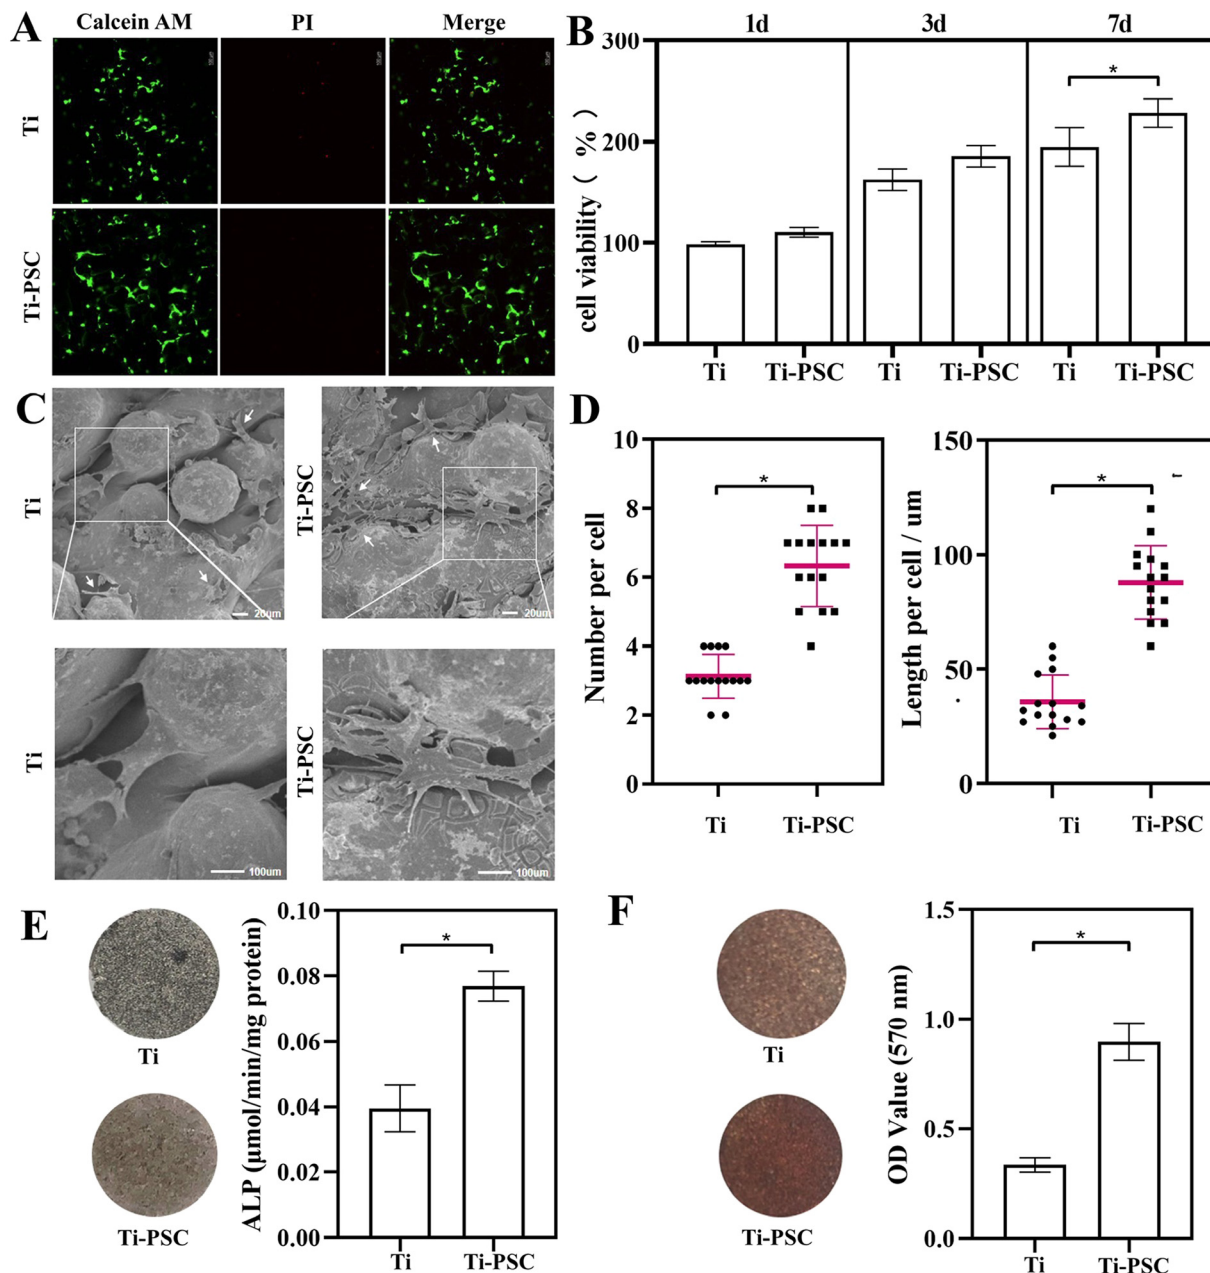 A
Calcein AM PI Merge
Ti
Ti-PSC
B
1d 3d 7d
cell viability ( % )
300
200
100
0
*
Ti Ti-PSC Ti Ti-PSC Ti Ti-PSC
C
Ti
20um
Ti-PSC
20um
Ti
100um
Ti-PSC
100um
D
Number per cell
10
8
6
4
2
0
*
Ti Ti-PSC
Length per cell / um
150
100
50
0
*
Ti Ti-PSC
E
Ti
Ti-PSC
ALP (μmol/min/mg protein)
0.10
0.08
0.06
0.04
0.02
0.00
*
Ti Ti-PSC
F
Ti
Ti-PSC
OD Value (570 nm)
1.5
1.0
0.5
0.0
*
Ti Ti-PSC